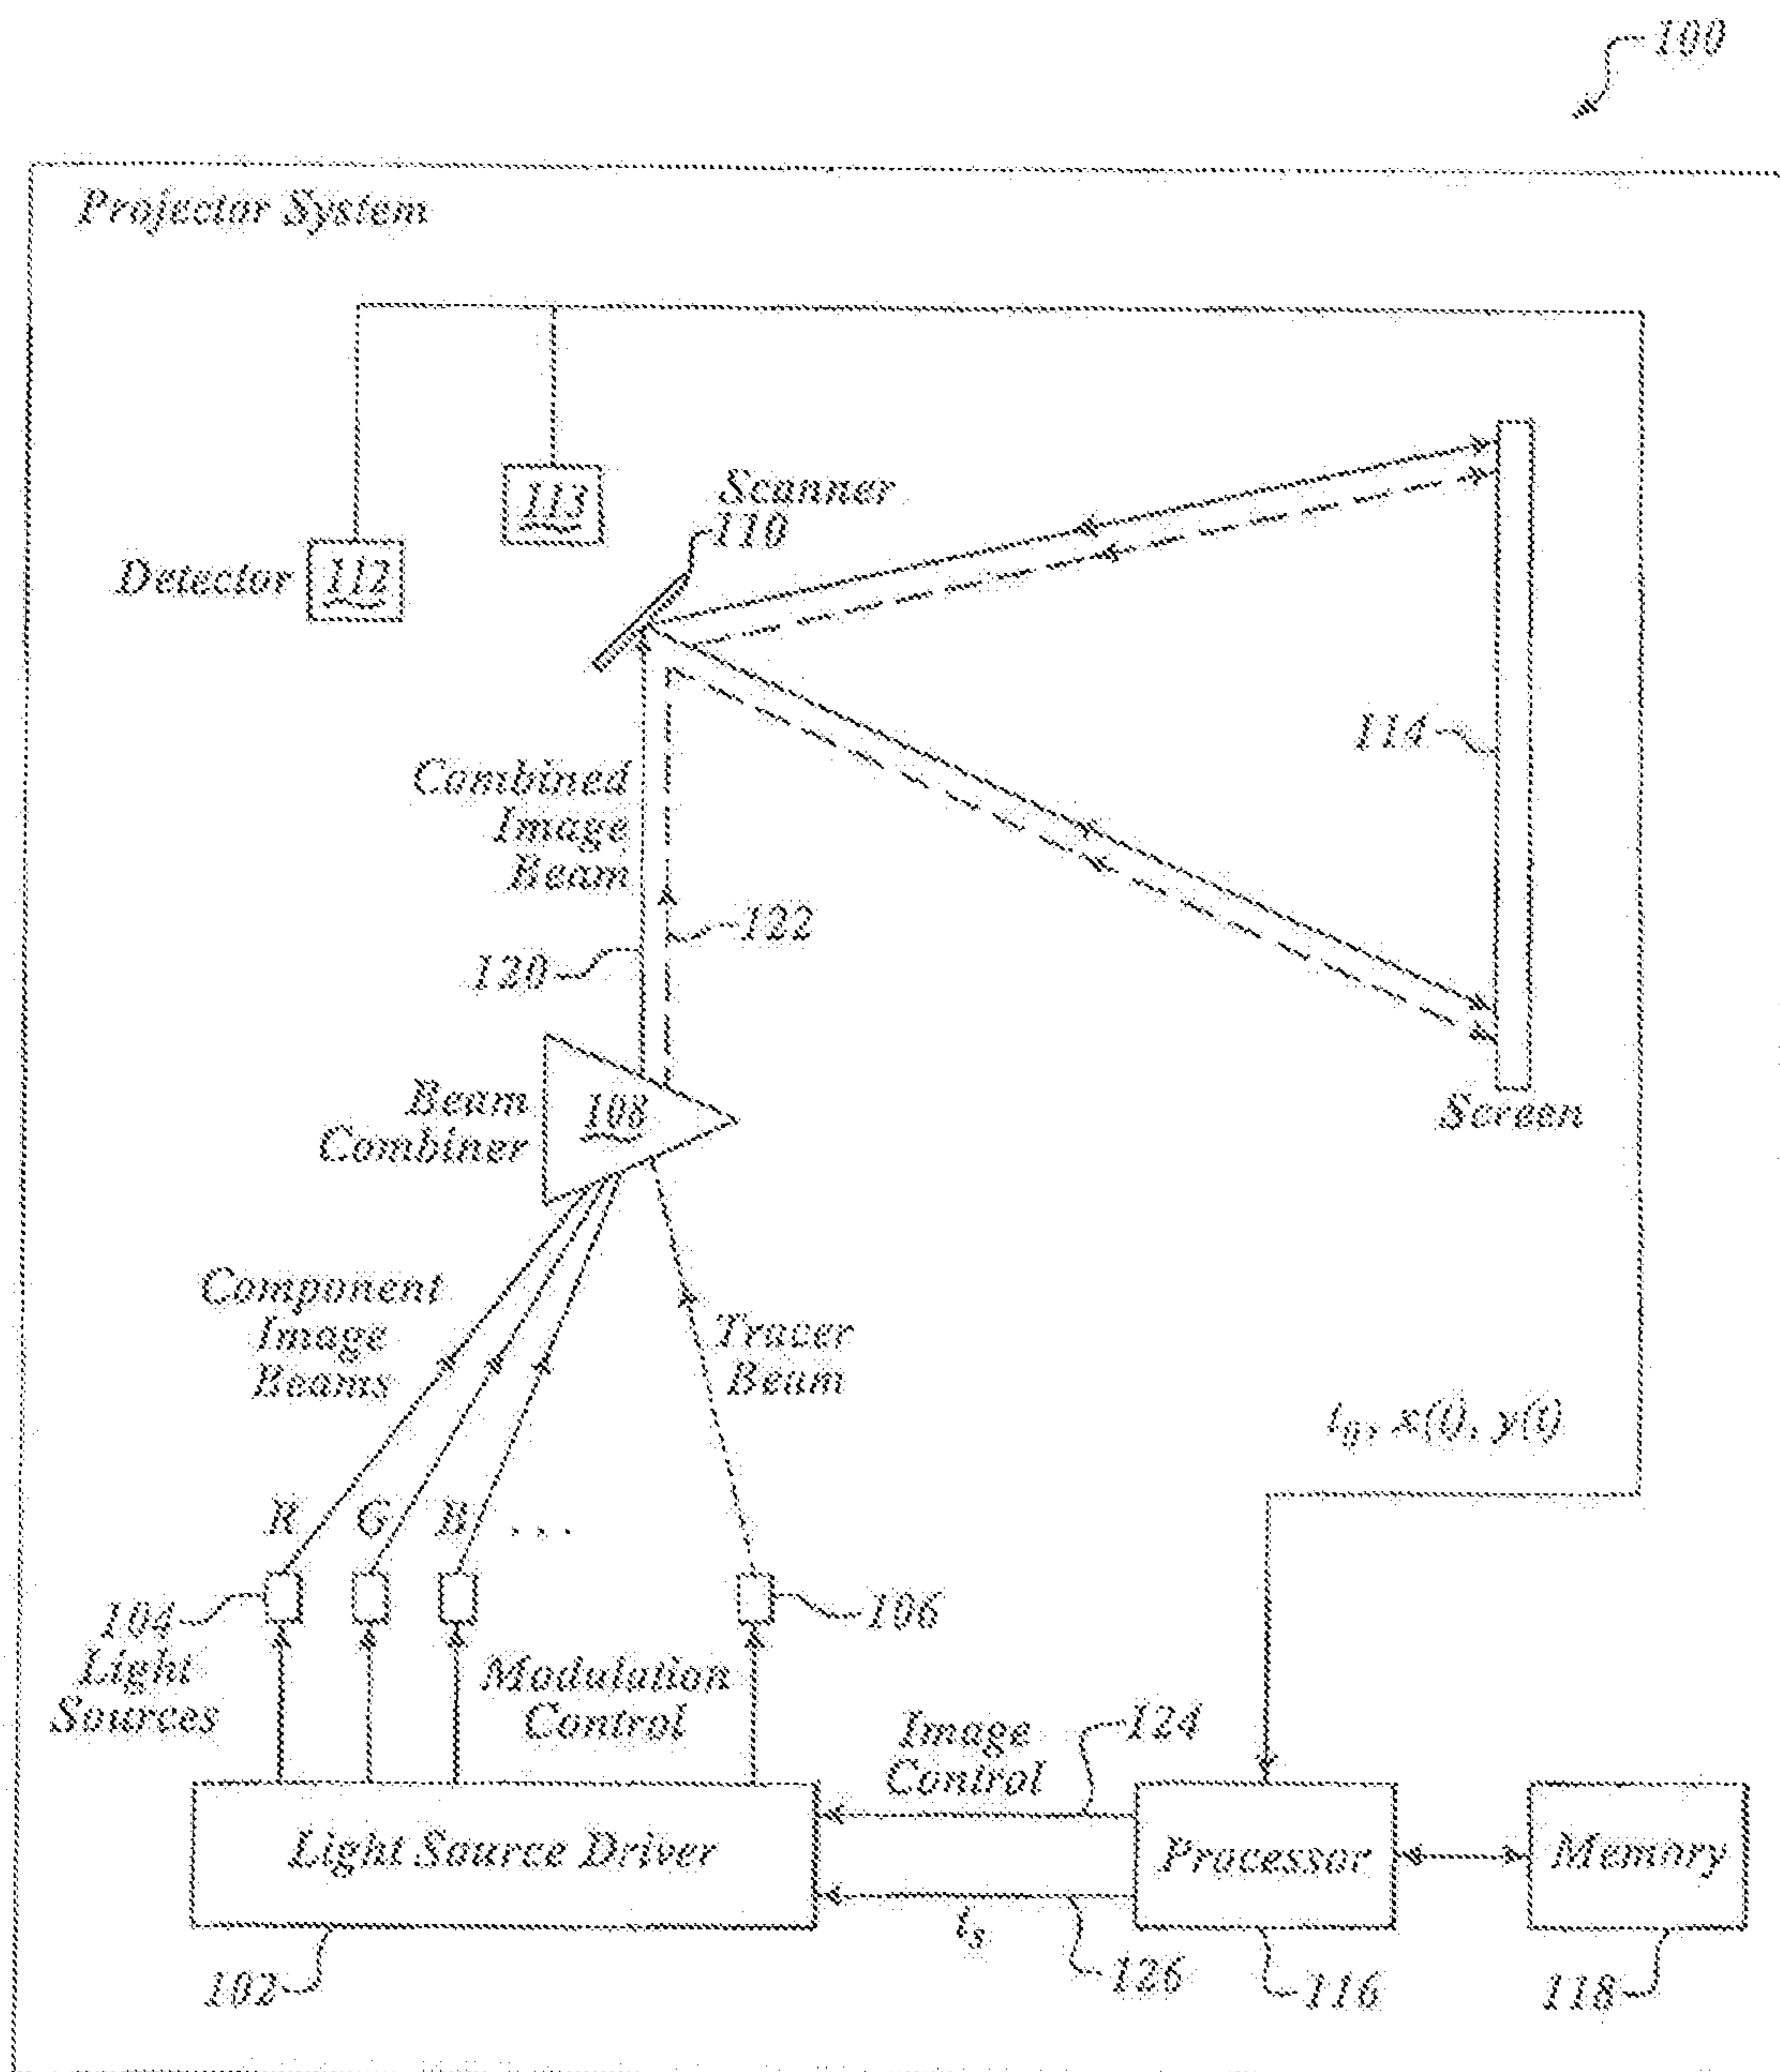 100
Projector System
113
Scanner
110
Detector
112
114
Combined
Image
Beam
122
120
Screen
Beam
Combiner
108
Component
Image
Beams
Tracer
Beam
t₀, x(t), y(t)
R G B ...
104
Light
Sources
106
Modulation
Control
Image
Control
124
Light Source Driver
Processor
Memory
tₛ
102
126
116
118